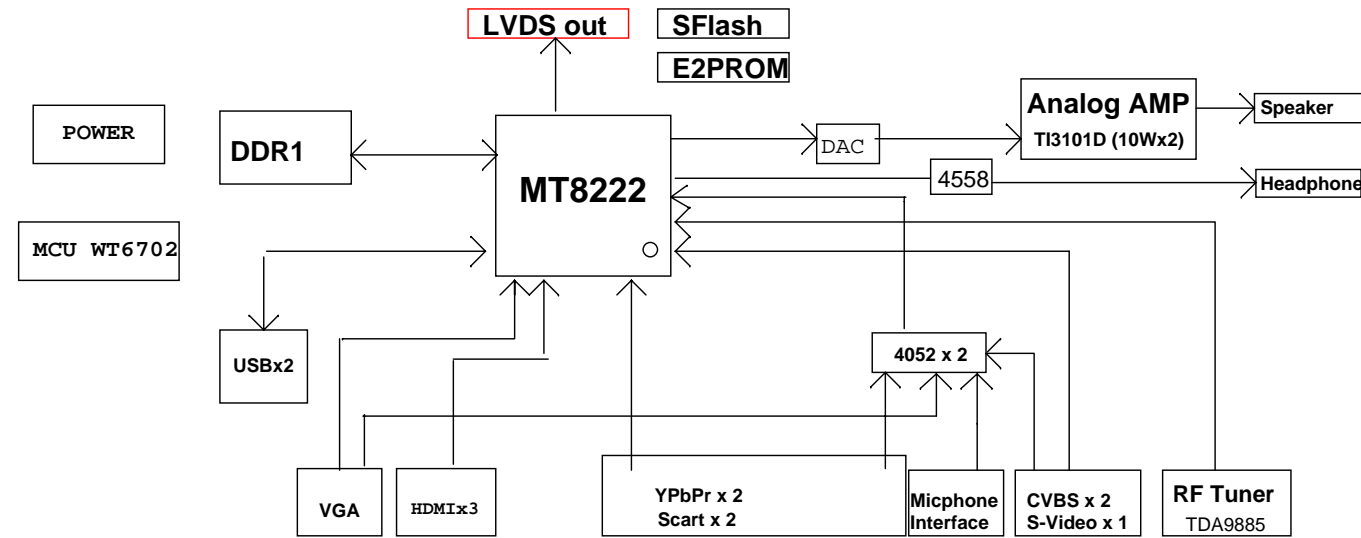 LVDS out
SFlash
E2PROM
POWER
DDR1
MT8222
DAC
Analog AMP
TI3101D (10Wx2)
Speaker
4558
Headphone
MCU WT6702
USBx2
4052 x 2
VGA
HDMIx3
YPbPr x 2
Scart x 2
Micphone
Interface
CVBS x 2
S-Video x 1
RF Tuner
TDA9885